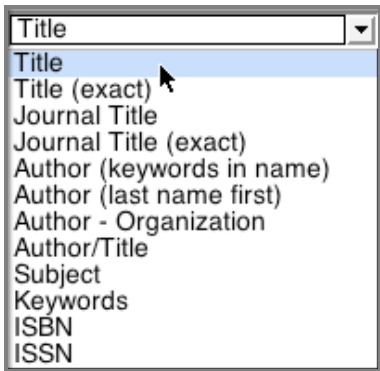 Title
Title
Title (exact)
Journal Title
Journal Title (exact)
Author (keywords in name)
Author (last name first)
Author - Organization
Author/Title
Subject
Keywords
ISBN
ISSN